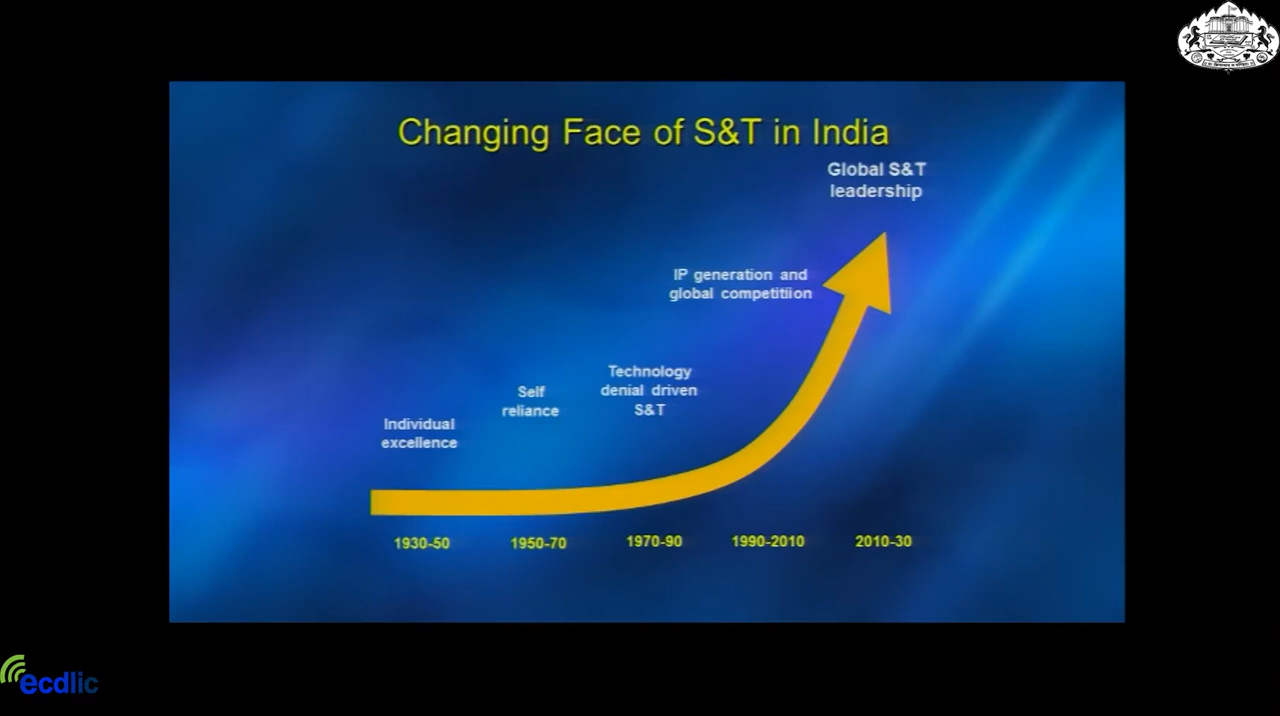 Changing Face of S&T in India
Global S&T
leadership
IP generation and
global competitiion
Technology
denial driven
S&T
Self
reliance
Individual
excellence
1930-50
1950-70
1970-90
1990-2010
2010-30
ecdlic